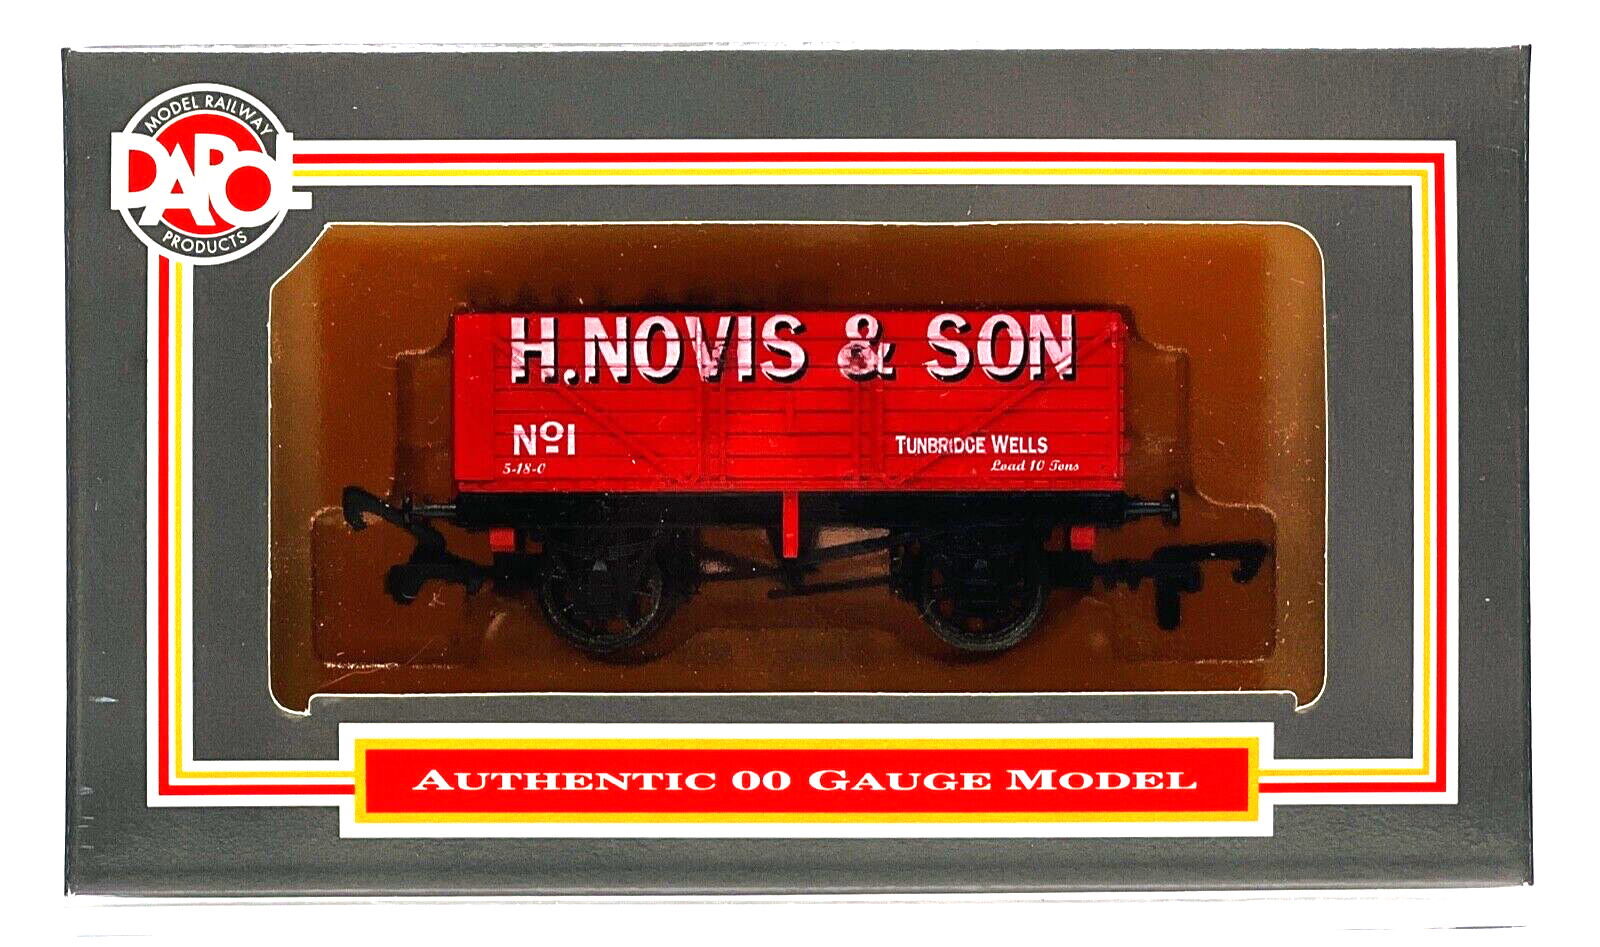 MODEL RAILWAY
DAPOL
PRODUCTS
H.NOVIS & SON
Nº1
TUNBRIDGE WELLS
5-18-0
Load 10 Tons
AUTHENTIC 00 GAUGE MODEL